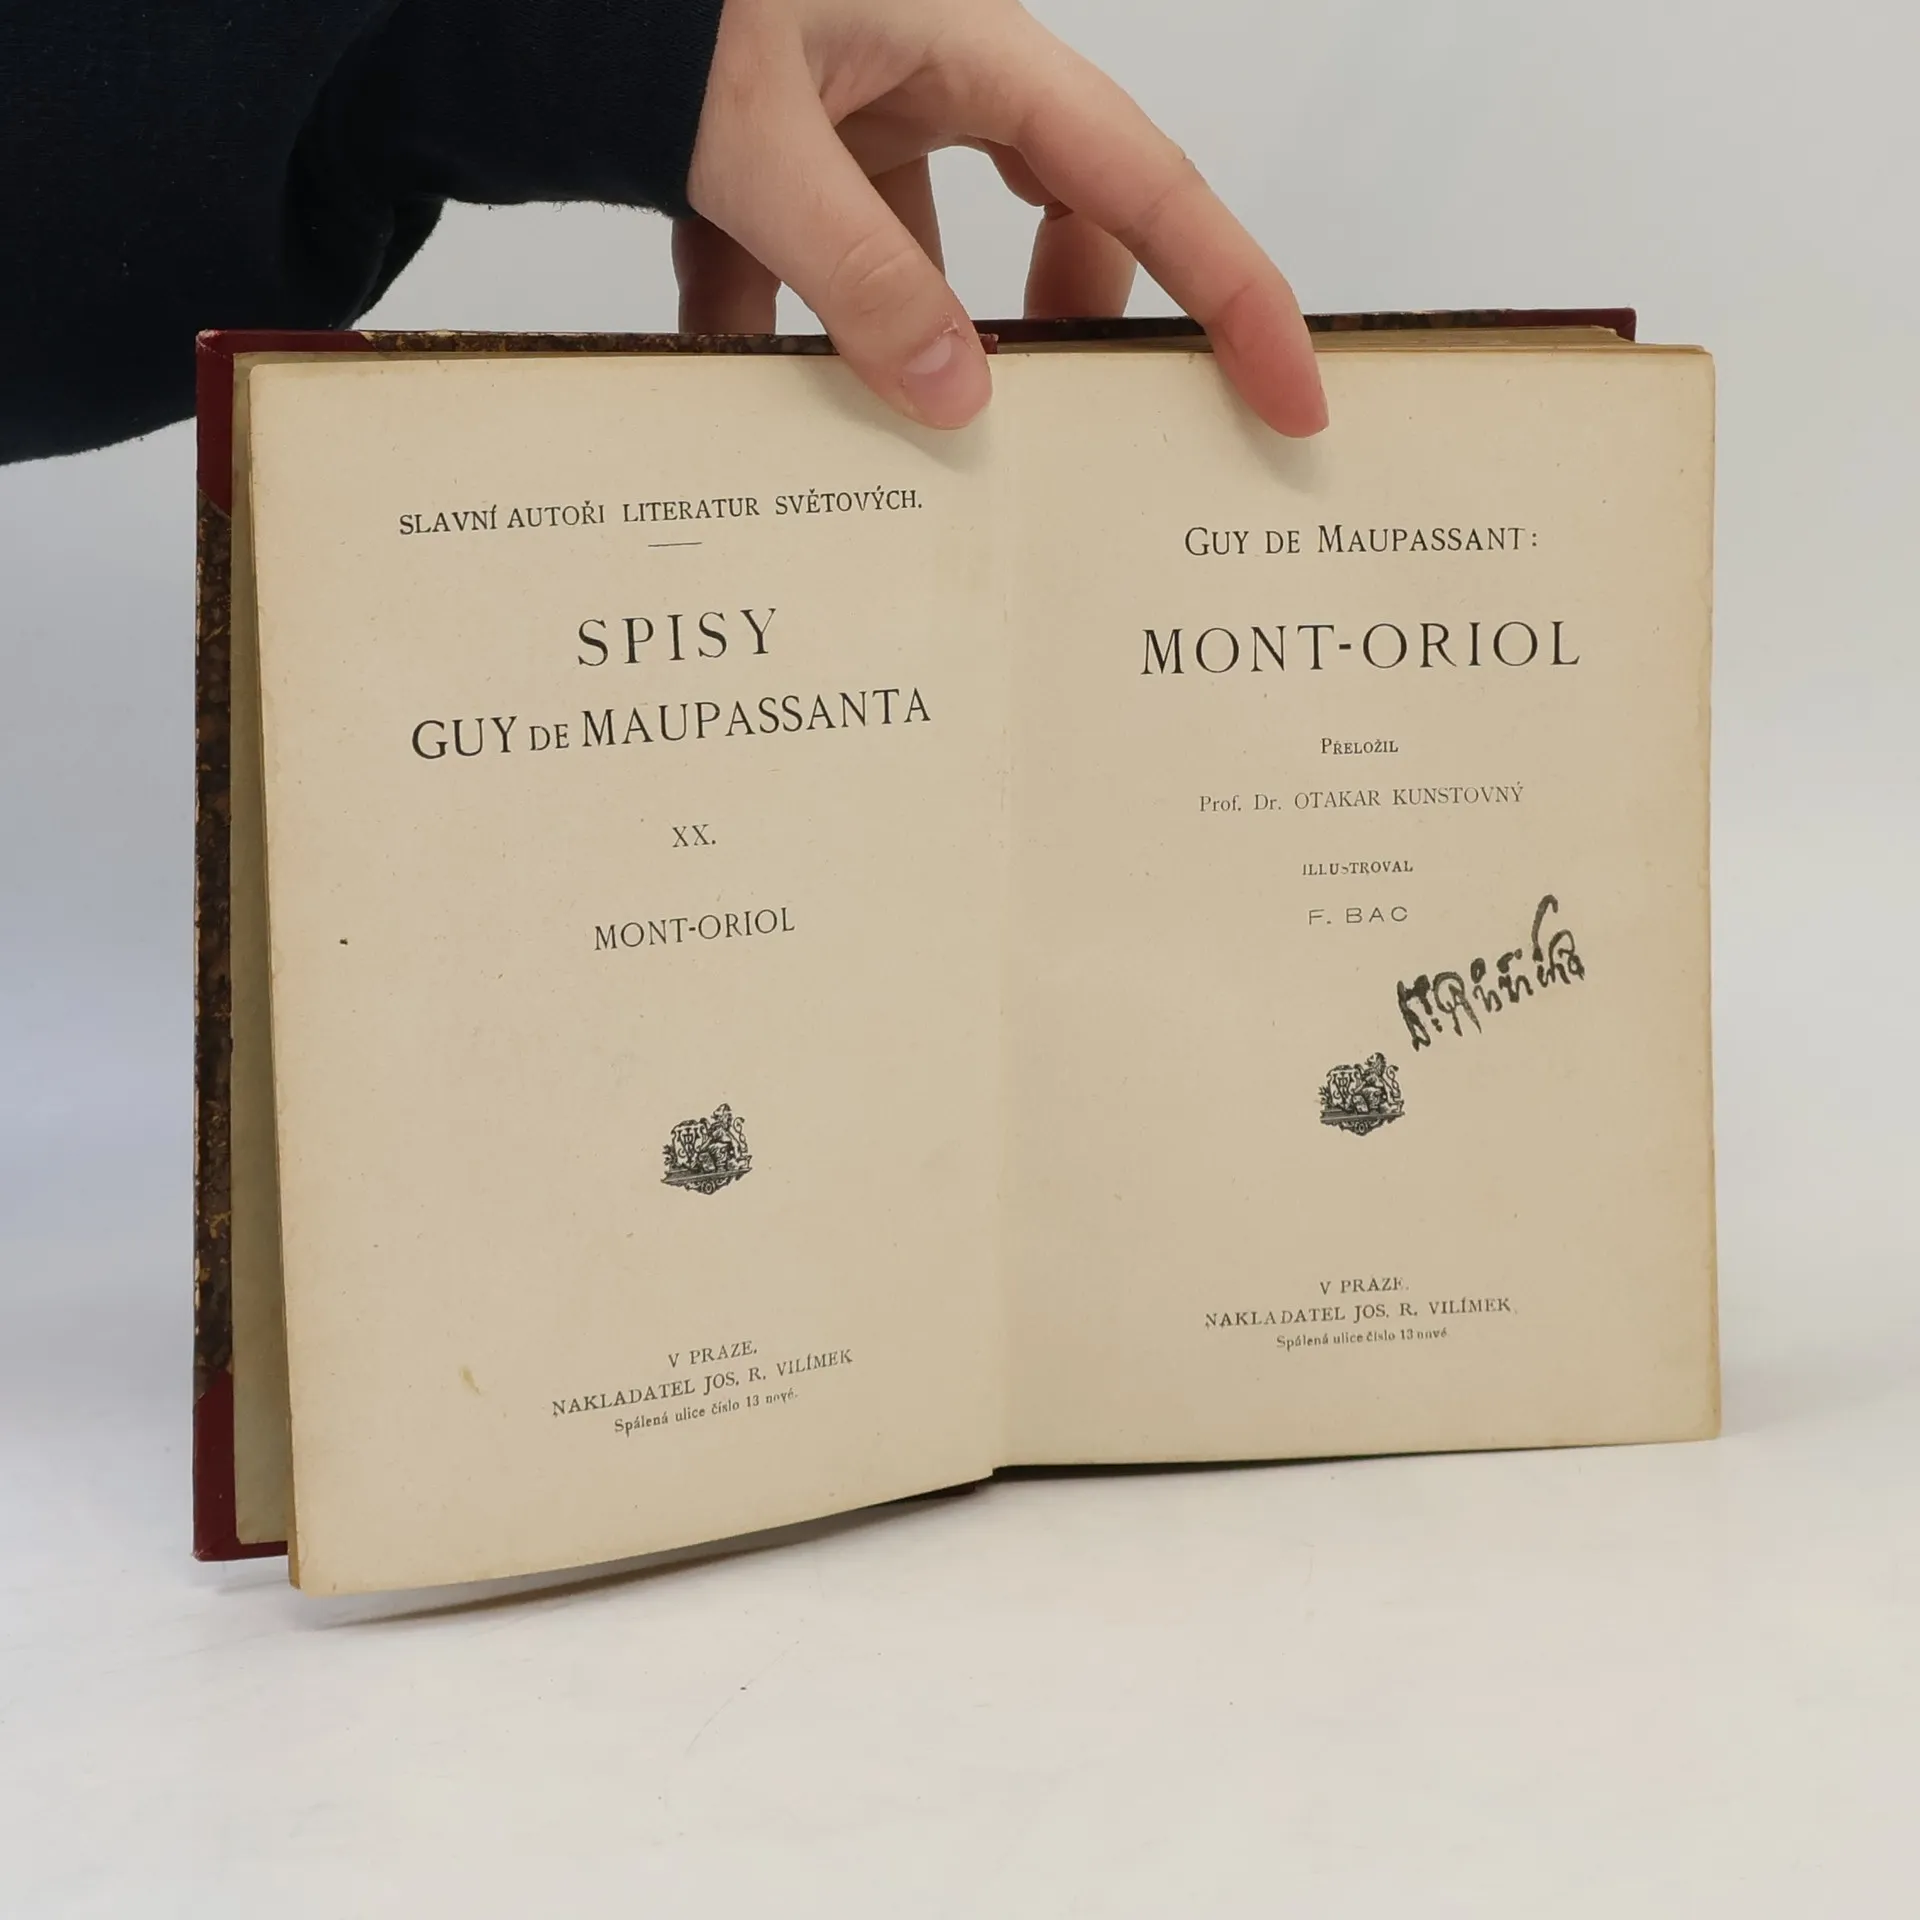 SLAVNÍ AUTOŘI LITERATUR SVĚTOVÝCH.
SPISY
GUY DE MAUPASSANTA
XX.
MONT-ORIOL
V PRAZE.
NAKLADATEL JOS. R. VILÍMEK
Spálená ulice číslo 13 nové.
GUY DE MAUPASSANT:
MONT-ORIOL
PŘELOŽIL
Prof. Dr. OTAKAR KUNSTOVNÝ
ILLUSTROVAL
F. BAC
V PRAZE.
NAKLADATEL JOS. R. VILÍMEK
Spálená ulice číslo 13 nové